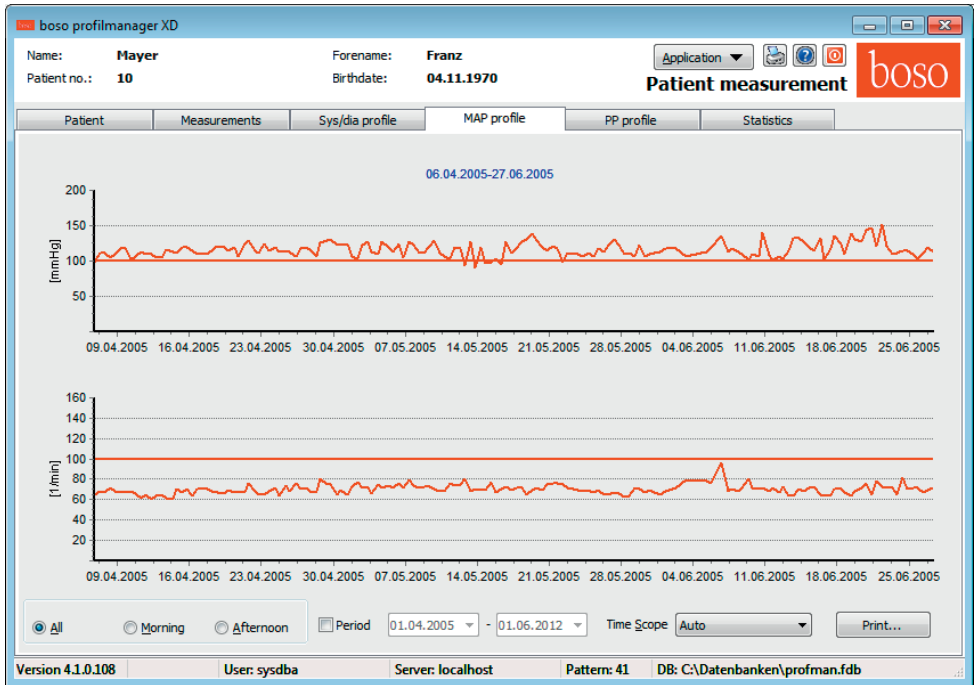 boso profilmanager XD
Name: Mayer Forename: Franz Application
Patient no.: 10 Birthdate: 04.11.1970 Patient measurement boso
Patient Measurements Sys/dia profile MAP profile PP profile Statistics
06.04.2005-27.06.2005
200
150
[mmHg]
100
50
09.04.2005 16.04.2005 23.04.2005 30.04.2005 07.05.2005 14.05.2005 21.05.2005 28.05.2005 04.06.2005 11.06.2005 18.06.2005 25.06.2005
160
140
120
100
[1/min]
80
60
40
20
09.04.2005 16.04.2005 23.04.2005 30.04.2005 07.05.2005 14.05.2005 21.05.2005 28.05.2005 04.06.2005 11.06.2005 18.06.2005 25.06.2005
All Morning Afternoon Period 01.04.2005 - 01.06.2012 Time Scope Auto Print...
Version 4.1.0.108 User: sysdba Server: localhost Pattern: 41 DB: C:\Datenbanken\profman.fdb